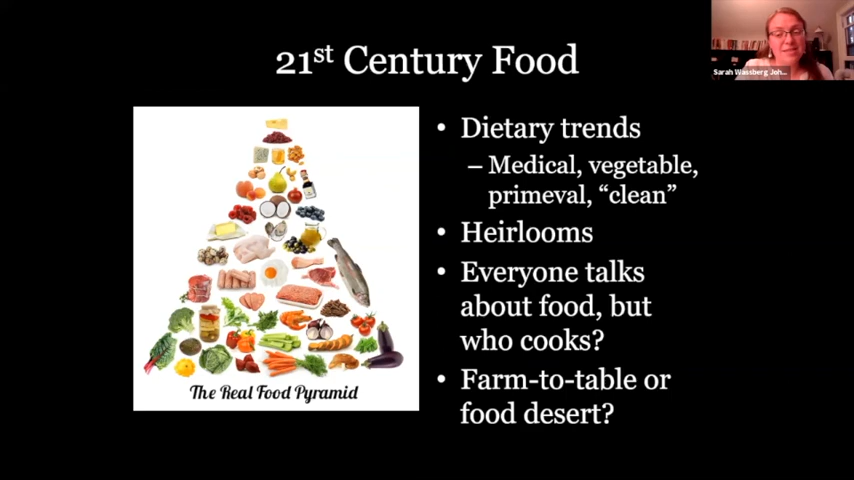 21st Century Food
Sarah Wassberg Joh...
The Real Food Pyramid
• Dietary trends
– Medical, vegetable,
primeval, “clean”
• Heirlooms
• Everyone talks
about food, but
who cooks?
• Farm-to-table or
food desert?